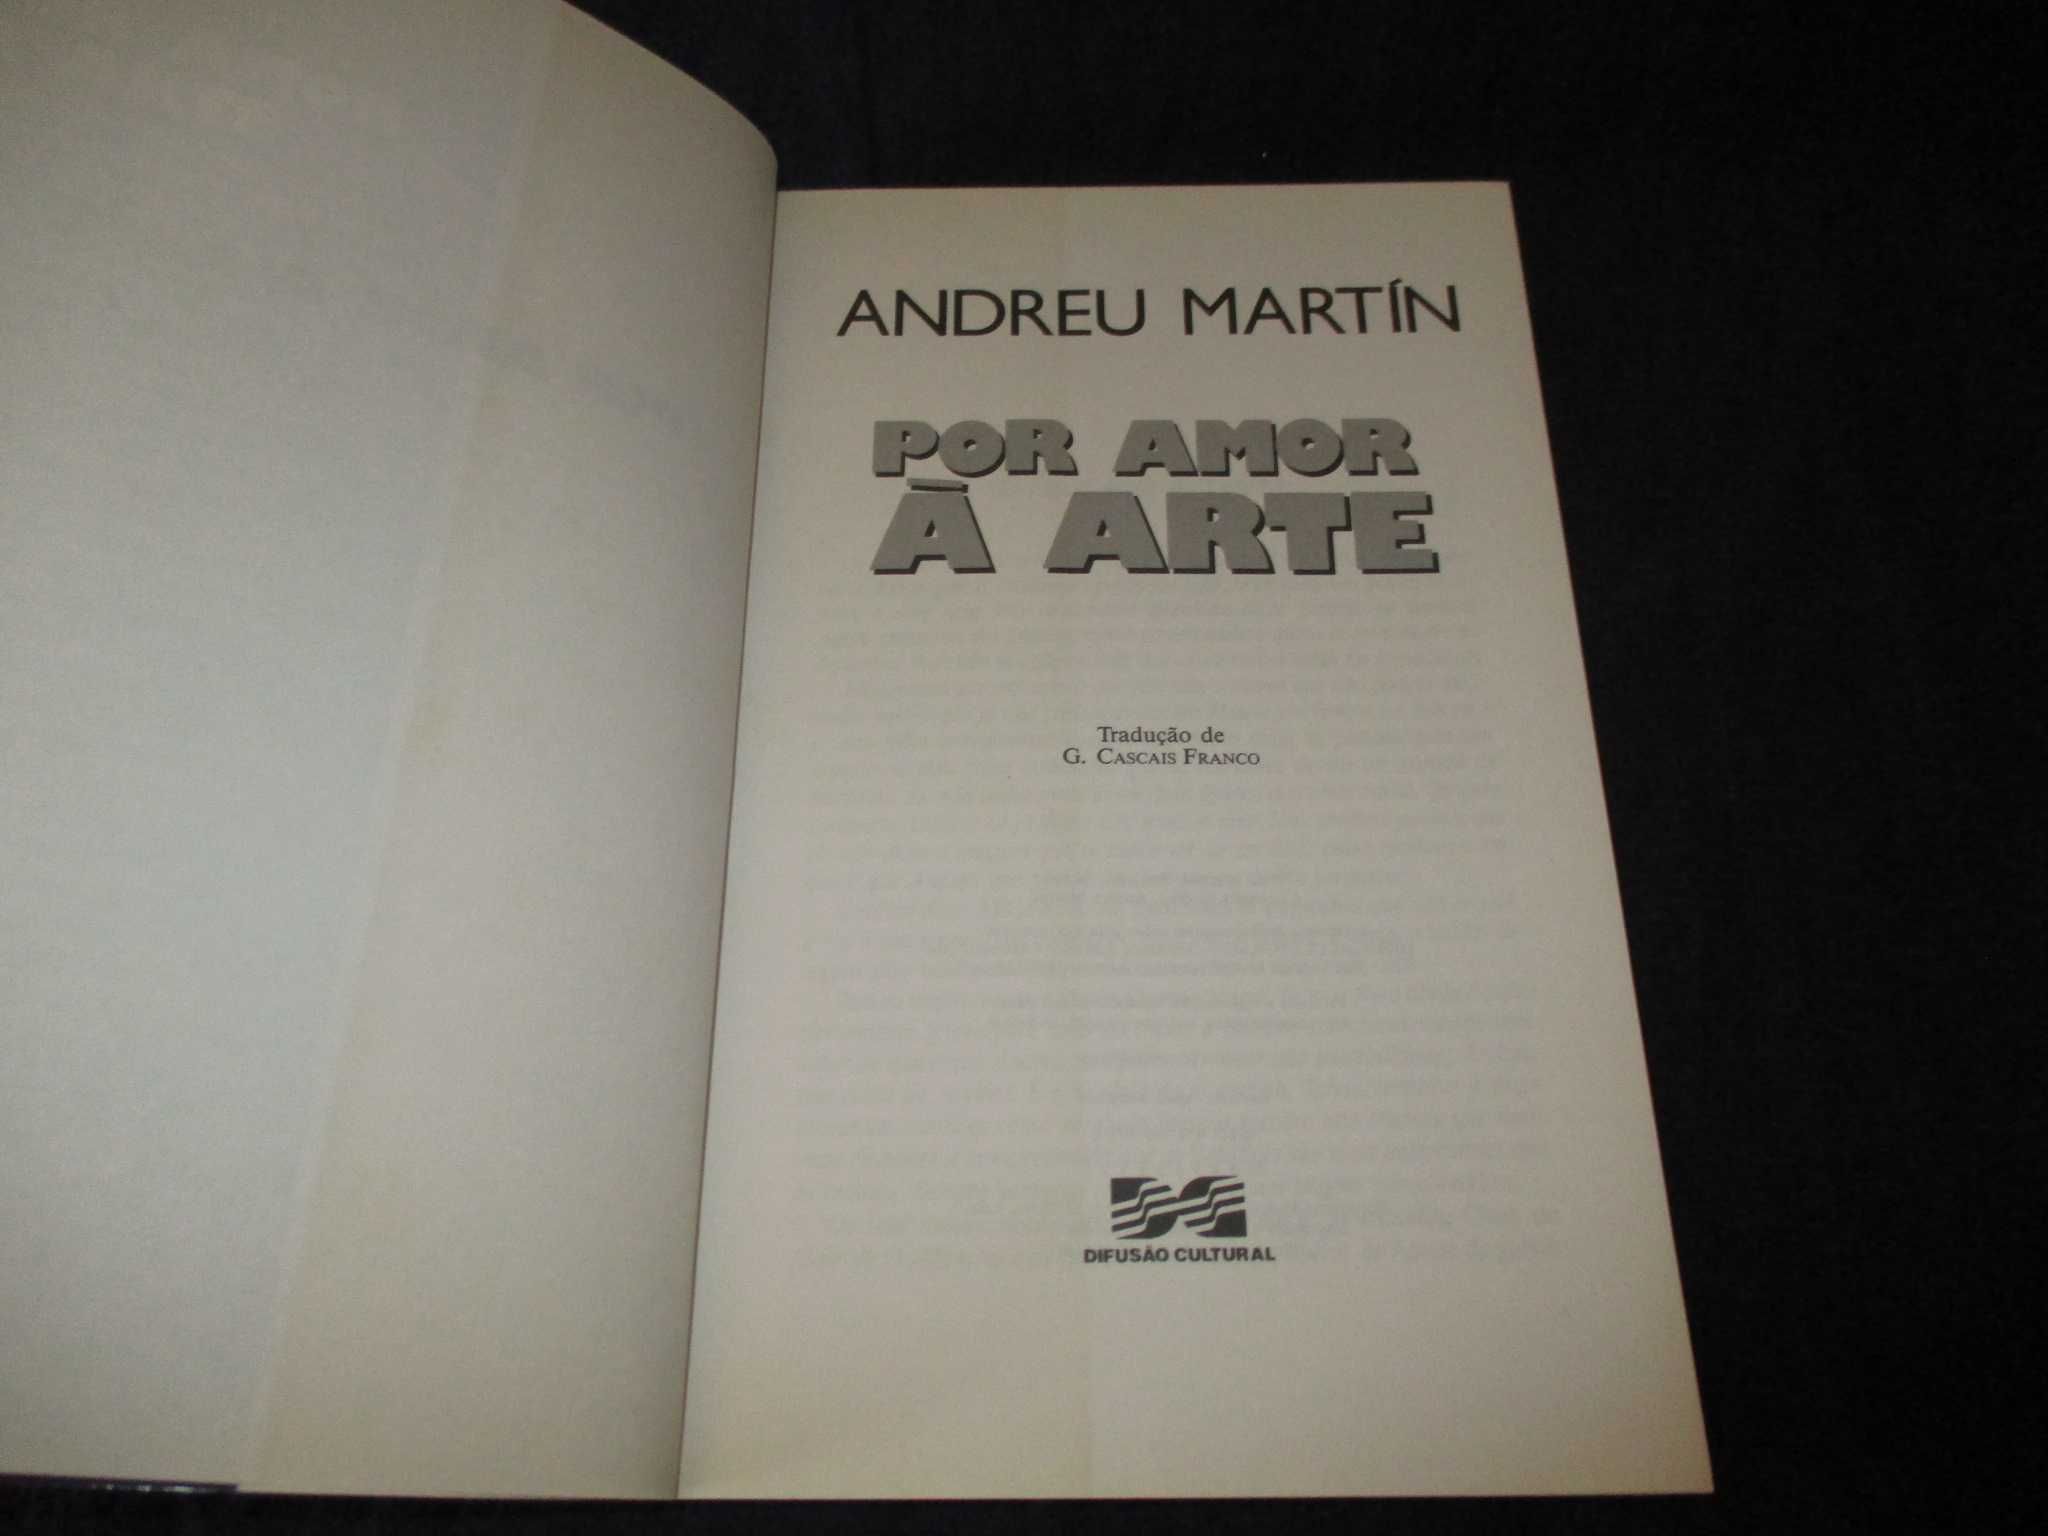 ANDREU MARTÍN
POR AMOR
À ARTE
Tradução de
G. CASCAIS FRANCO
DIFUSÃO CULTURAL